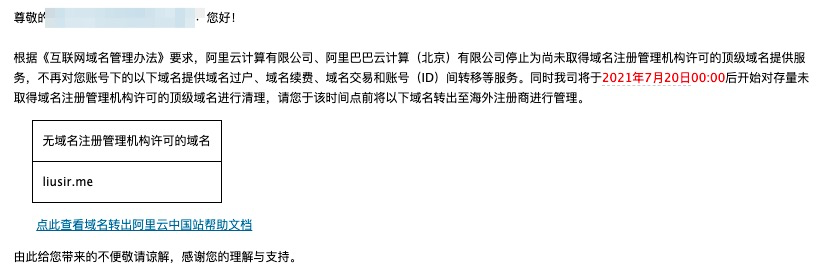 尊敬的
. 您好！
根据《互联网域名管理办法》要求，阿里云计算有限公司、阿里巴巴云计算（北京）有限公司停止为尚未取得域名注册管理机构许可的顶级域名提供服
务，不再对您账号下的以下域名提供域名过户、域名续费、域名交易和账号（ID）间转移等服务。同时我司将于2021年7月20日00:00后开始对存量未
取得域名注册管理机构许可的顶级域名进行清理，请您于该时间点前将以下域名转出至海外注册商进行管理。
无域名注册管理机构许可的域名
liusir.me
点此查看域名转出阿里云中国站帮助文档
由此给您带来的不便敬请谅解，感谢您的理解与支持。